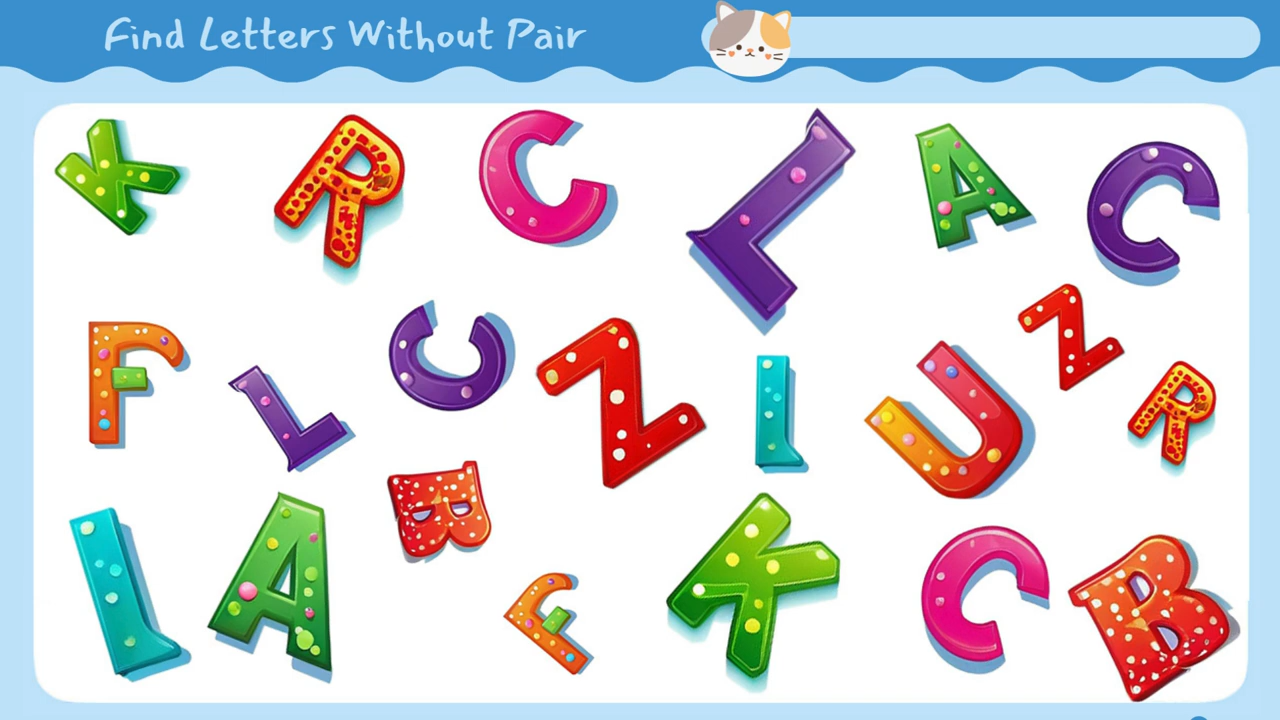 Find Letters Without Pair
K R C L A C
F L C Z I U Z R
I A B F K C B